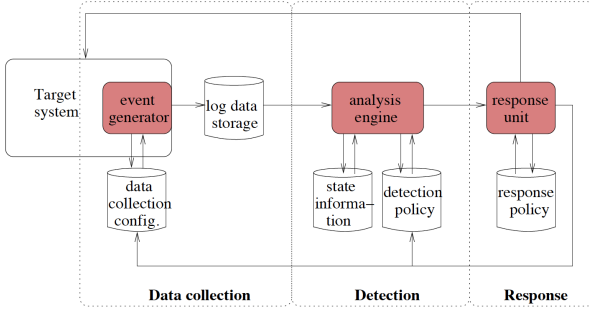 Target
system
event
generator
log data
storage
analysis
engine
response
unit
data
collection
config.
state
informa–
tion
detection
policy
response
policy
Data collection
Detection
Response